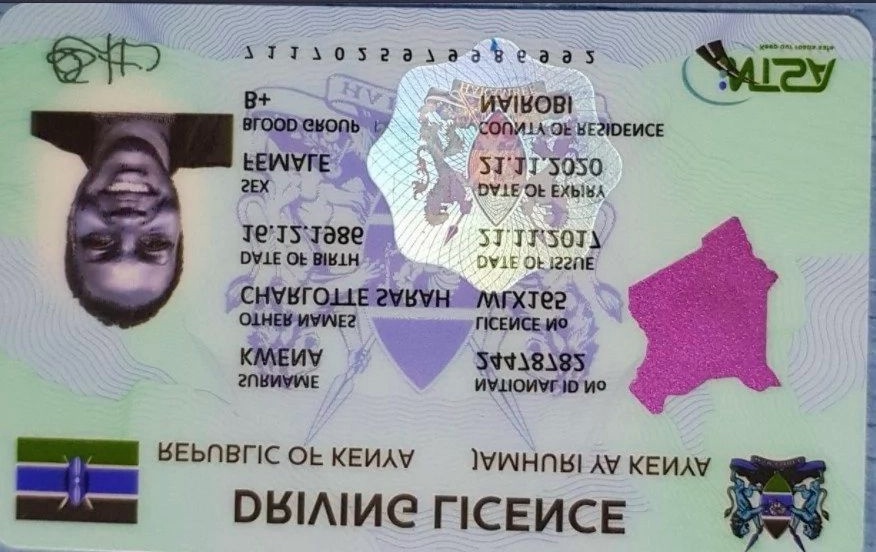 DRIVING LICENCE
REPUBLIC OF KENYA JAMHURI YA KENYA
SURNAME
KWENA
NATIONAL ID No
24478782
OTHER NAMES
CHARLOTTE SARAH
LICENCE No
WLX165
DATE OF BIRTH
16.12.1986
DATE OF ISSUE
21.11.2017
SEX
FEMALE
DATE OF EXPIRY
21.11.2020
BLOOD GROUP
B+
COUNTY OF RESIDENCE
NAIROBI
7117025979986992
NTSA
Keep our roads safe